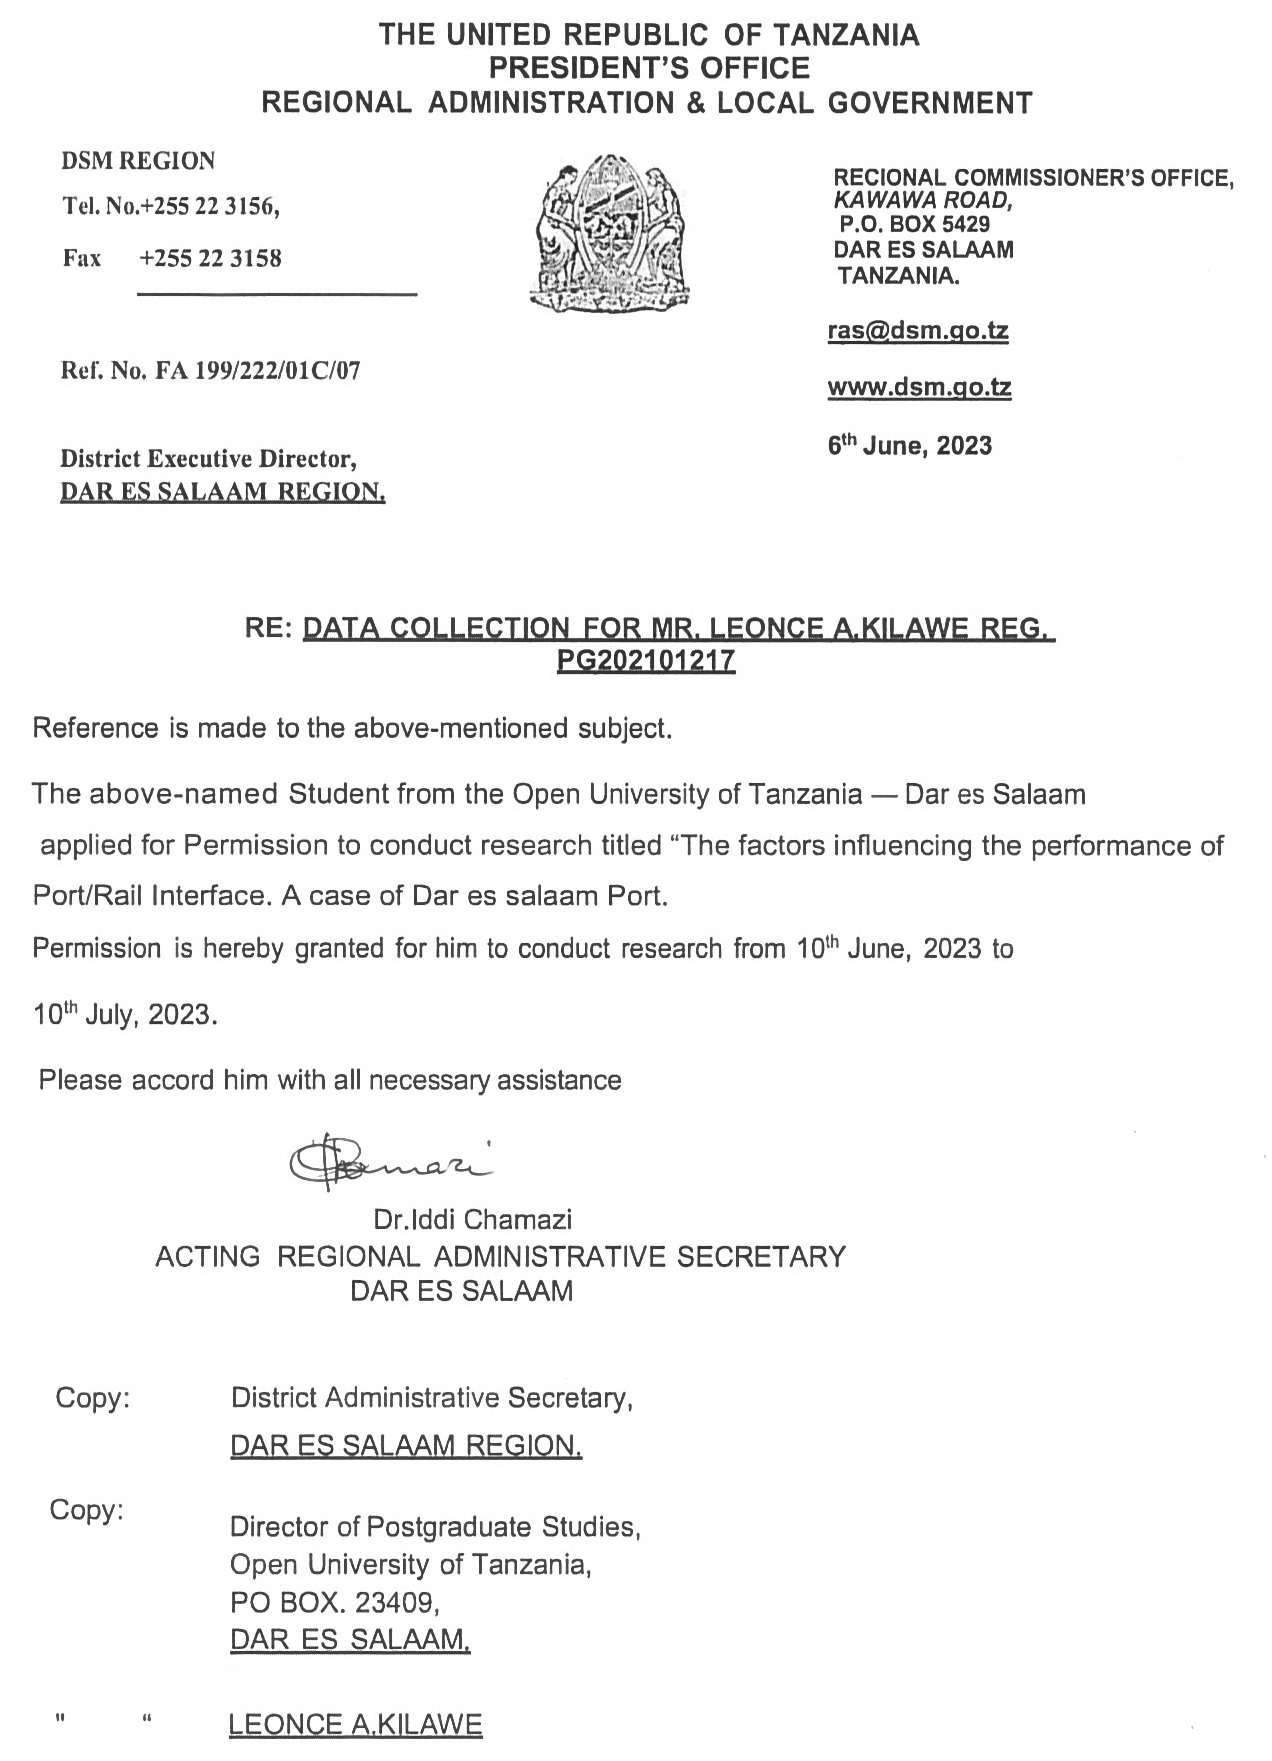 THE UNITED REPUBLIC OF TANZANIA
PRESIDENT'S OFFICE
REGIONAL ADMINISTRATION & LOCAL GOVERNMENT
DSM REGION
Tel. No.+255 22 3156,
Fax +255 22 3158
RECIONAL COMMISSIONER'S OFFICE,
KAWAWA ROAD,
P.O. BOX 5429
DAR ES SALAAM
TANZANIA.
ras@dsm.go.tz
www.dsm.go.tz
6th June, 2023
Ref. No. FA 199/222/01C/07
District Executive Director,
DAR ES SALAAM REGION.
RE: DATA COLLECTION FOR MR. LEONCE A.KILAWE REG.
PG202101217
Reference is made to the above-mentioned subject.
The above-named Student from the Open University of Tanzania — Dar es Salaam
applied for Permission to conduct research titled “The factors influencing the performance of
Port/Rail Interface. A case of Dar es salaam Port.
Permission is hereby granted for him to conduct research from 10th June, 2023 to
10th July, 2023.
Please accord him with all necessary assistance
Chamazi
Dr.Iddi Chamazi
ACTING REGIONAL ADMINISTRATIVE SECRETARY
DAR ES SALAAM
Copy: District Administrative Secretary,
DAR ES SALAAM REGION.
Copy:
Director of Postgraduate Studies,
Open University of Tanzania,
PO BOX. 23409,
DAR ES SALAAM.
" “ LEONCE A.KILAWE